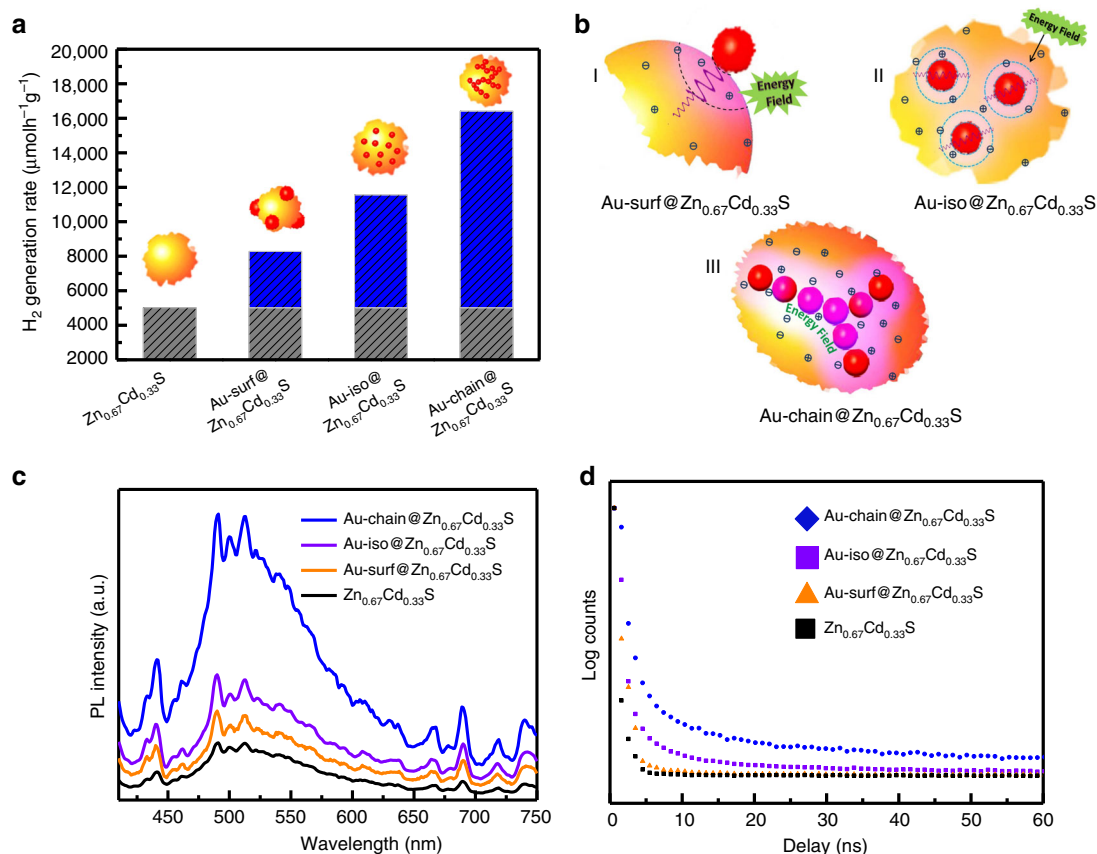 a
H₂ generation rate (μmolh⁻¹g⁻¹)
20,000
18,000
16,000
14,000
12,000
10,000
8000
6000
4000
2000
Zn₀.₆₇Cd₀.₃₃S
Au-surf@
Zn₀.₆₇Cd₀.₃₃S
Au-iso@
Zn₀.₆₇Cd₀.₃₃S
Au-chain@
Zn₀.₆₇Cd₀.₃₃S
b
I
Energy
Field
Au-surf@Zn₀.₆₇Cd₀.₃₃S
II
Energy Field
Au-iso@Zn₀.₆₇Cd₀.₃₃S
III
Energy Field
Au-chain@Zn₀.₆₇Cd₀.₃₃S
c
PL intensity (a.u.)
Au-chain@Zn₀.₆₇Cd₀.₃₃S
Au-iso@Zn₀.₆₇Cd₀.₃₃S
Au-surf@Zn₀.₆₇Cd₀.₃₃S
Zn₀.₆₇Cd₀.₃₃S
450 500 550 600 650 700 750
Wavelength (nm)
d
Log counts
Au-chain@Zn₀.₆₇Cd₀.₃₃S
Au-iso@Zn₀.₆₇Cd₀.₃₃S
Au-surf@Zn₀.₆₇Cd₀.₃₃S
Zn₀.₆₇Cd₀.₃₃S
0 10 20 30 40 50 60
Delay (ns)